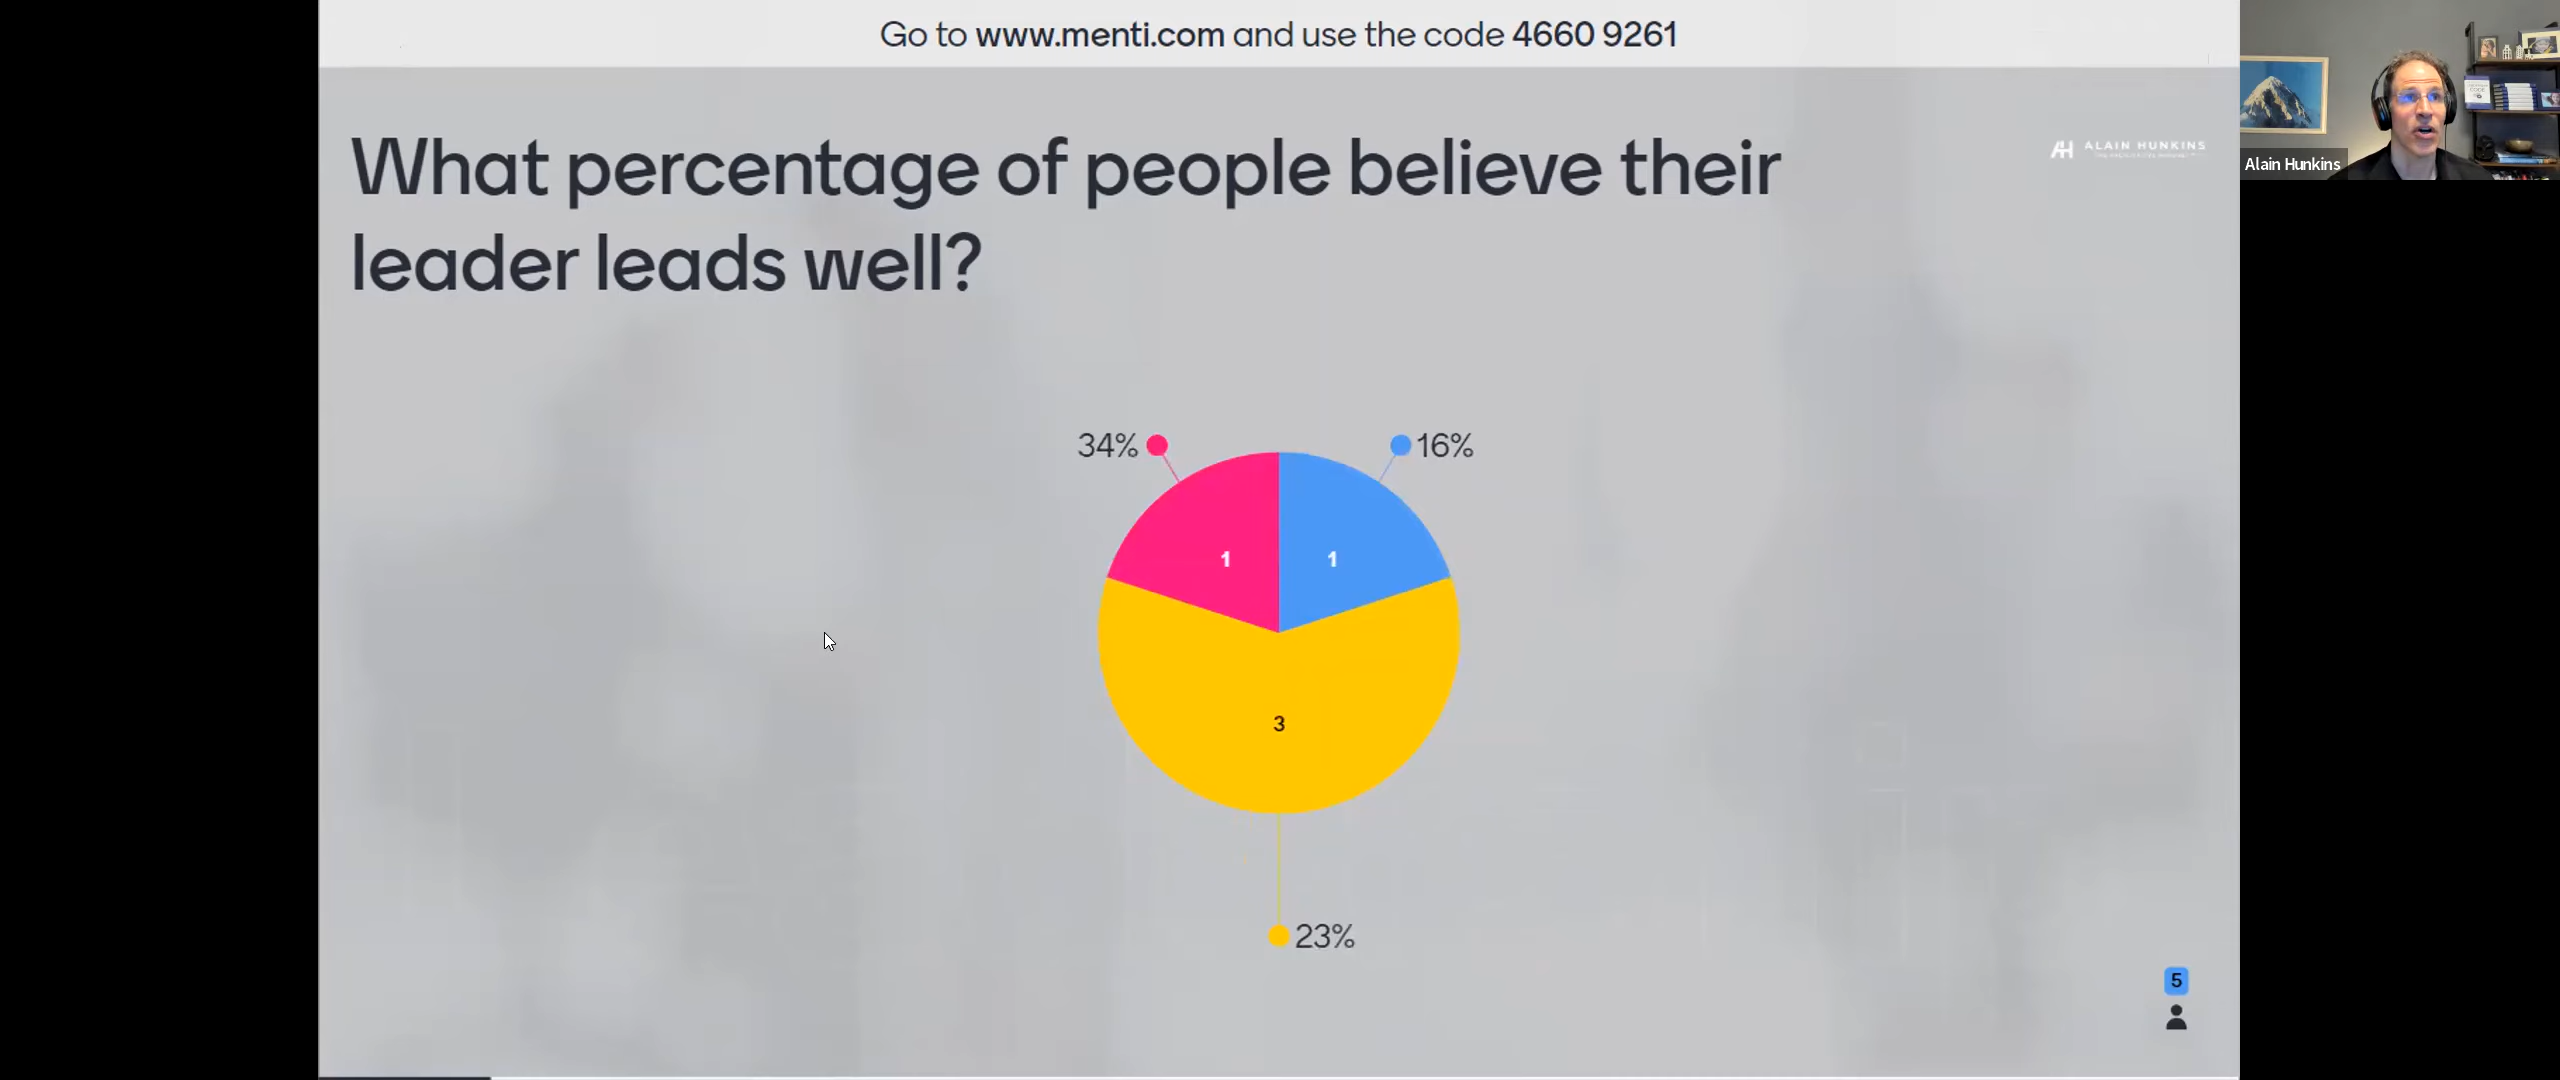 Go to www.menti.com and use the code 4660 9261
What percentage of people believe their
leader leads well?
ALAIN HUNKINS
Alain Hunkins
34%
16%
1
1
3
23%
5